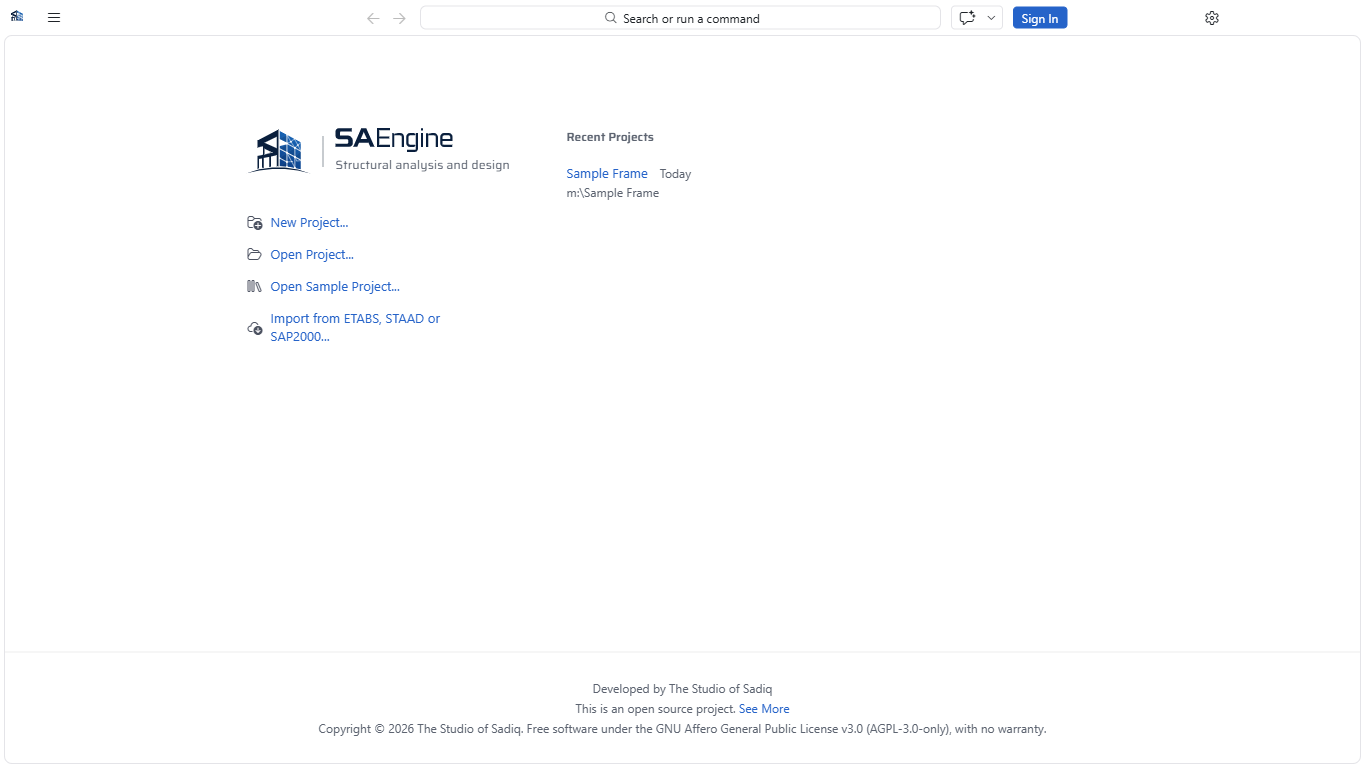 Search or run a command
Sign In
SAEngine
Structural analysis and design
New Project...
Open Project...
Open Sample Project...
Import from ETABS, STAAD or
SAP2000...
Recent Projects
Sample Frame Today
m:\Sample Frame
Developed by The Studio of Sadiq
This is an open source project. See More
Copyright © 2026 The Studio of Sadiq. Free software under the GNU Affero General Public License v3.0 (AGPL-3.0-only), with no warranty.